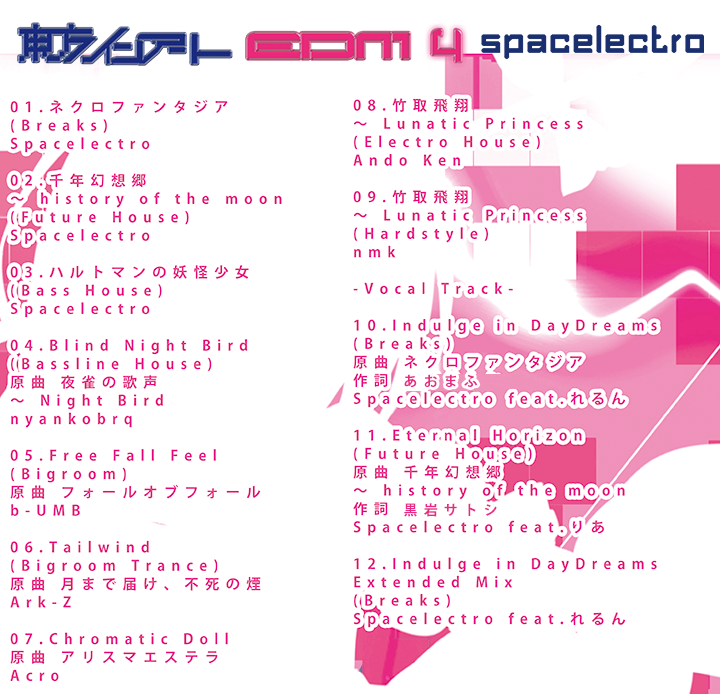 東方ライトアト EDM 4 spacelectro
01.ネクロファンタジア
(Breaks)
Spacelectro
02.千年幻想郷
～ history of the moon
(Future House)
Spacelectro
03.ハルトマンの妖怪少女
(Bass House)
Spacelectro
04.Blind Night Bird
(Bassline House)
原曲 夜雀の歌声
～ Night Bird
nyankobrq
05.Free Fall Feel
(Bigroom)
原曲 フォールオブフォール
b-UMB
06.Tailwind
(Bigroom Trance)
原曲 月まで届け、不死の煙
Ark-Z
07.Chromatic Doll
原曲 アリスマエステラ
Acro
08.竹取飛翔
～ Lunatic Princess
(Electro House)
Ando Ken
09.竹取飛翔
～ Lunatic Princess
(Hardstyle)
nmk
-Vocal Track-
10.Indulge in DayDreams
(Breaks)
原曲 ネクロファンタジア
作詞 あおまふ
Spacelectro feat.れるん
11.Eternal Horizon
(Future House)
原曲 千年幻想郷
～ history of the moon
作詞 黒岩サトシ
Spacelectro feat.りあ
12.Indulge in DayDreams
Extended Mix
(Breaks)
Spacelectro feat.れるん